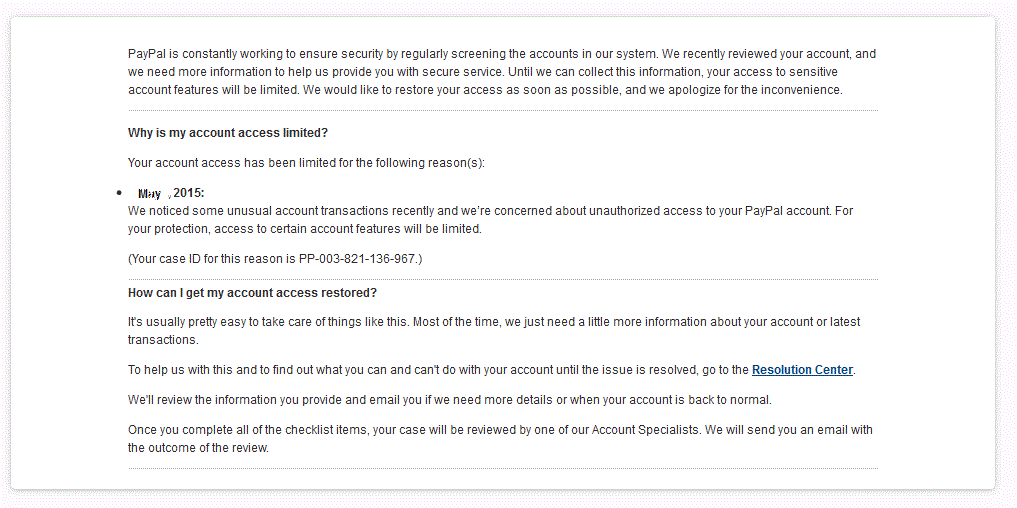 PayPal is constantly working to ensure security by regularly screening the accounts in our system. We recently reviewed your account, and
we need more information to help us provide you with secure service. Until we can collect this information, your access to sensitive
account features will be limited. We would like to restore your access as soon as possible, and we apologize for the inconvenience.
Why is my account access limited?
Your account access has been limited for the following reason(s):
• May , 2015:
We noticed some unusual account transactions recently and we're concerned about unauthorized access to your PayPal account. For
your protection, access to certain account features will be limited.
(Your case ID for this reason is PP-003-821-136-967.)
How can I get my account access restored?
It's usually pretty easy to take care of things like this. Most of the time, we just need a little more information about your account or latest
transactions.
To help us with this and to find out what you can and can't do with your account until the issue is resolved, go to the Resolution Center.
We'll review the information you provide and email you if we need more details or when your account is back to normal.
Once you complete all of the checklist items, your case will be reviewed by one of our Account Specialists. We will send you an email with
the outcome of the review.